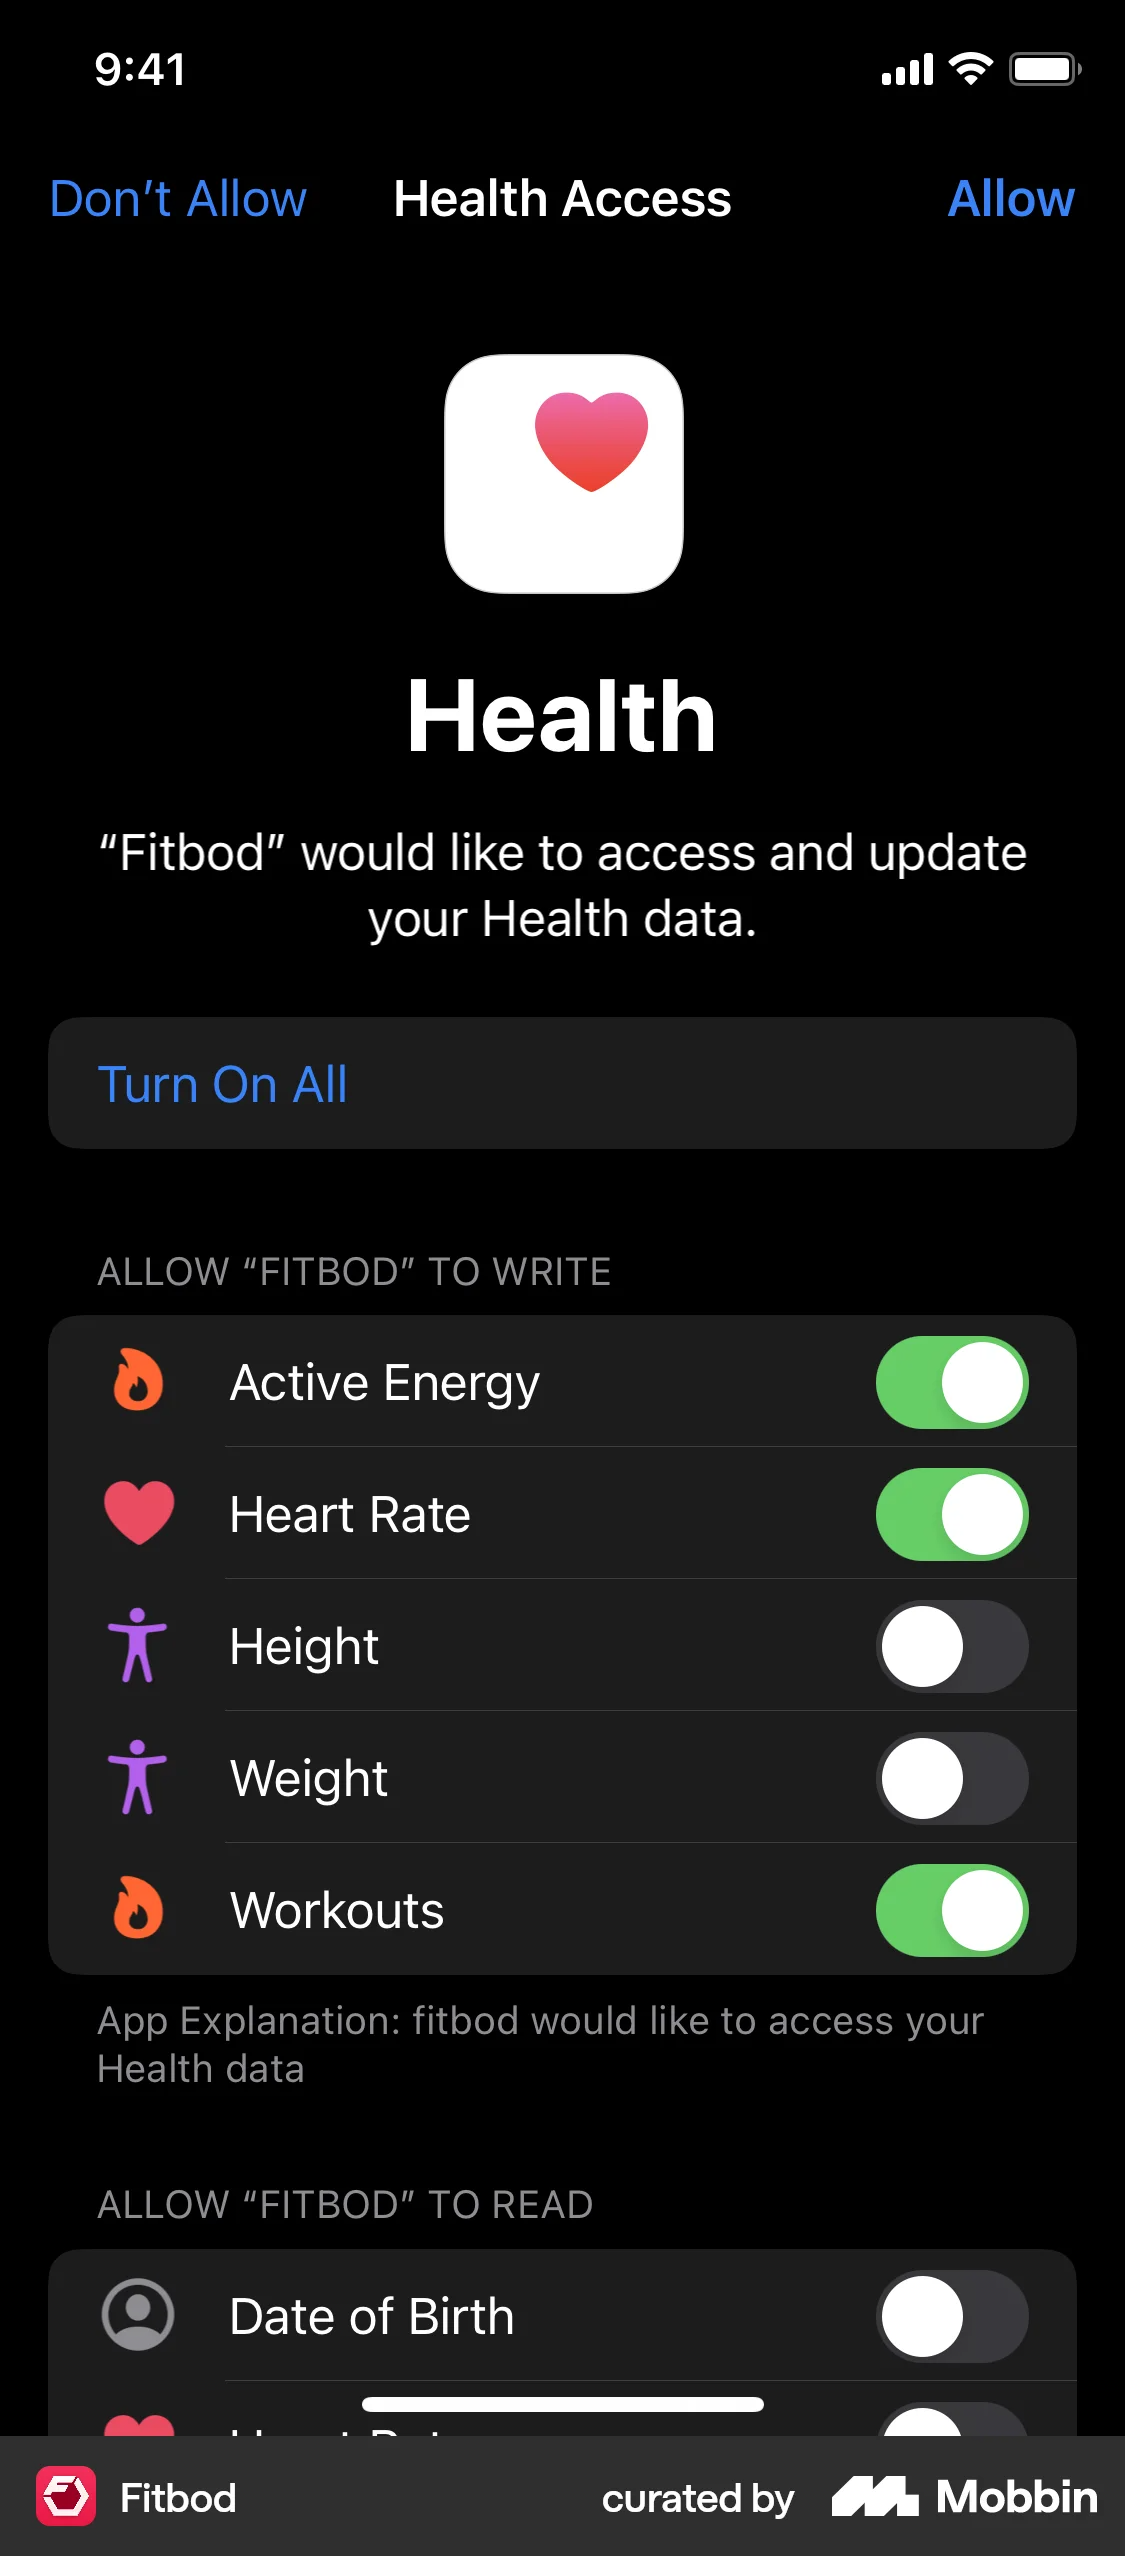 9:41
Don’t Allow
Health Access
Allow
Health
“Fitbod” would like to access and update
your Health data.
Turn On All
ALLOW “FITBOD” TO WRITE
Active Energy
Heart Rate
Height
Weight
Workouts
App Explanation: fitbod would like to access your
Health data
ALLOW “FITBOD” TO READ
Date of Birth
Fitbod
curated by
Mobbin